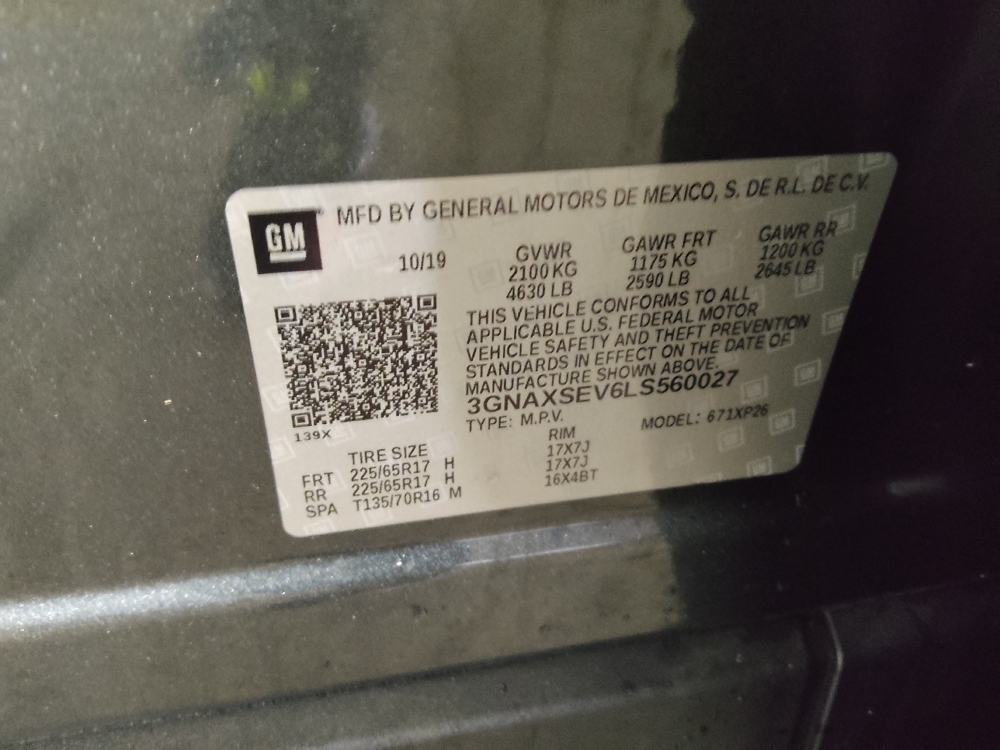 GM
MFD BY GENERAL MOTORS DE MEXICO, S. DE R.L. DE C.V.
10/19
GVWR GAWR FRT GAWR RR
2100 KG 1175 KG 1200 KG
4630 LB 2590 LB 2645 LB
THIS VEHICLE CONFORMS TO ALL
APPLICABLE U.S. FEDERAL MOTOR
VEHICLE SAFETY AND THEFT PREVENTION
STANDARDS IN EFFECT ON THE DATE OF
MANUFACTURE SHOWN ABOVE.
3GNAXSEV6LS560027
TYPE: M.P.V. MODEL: 671XP26
139X
TIRE SIZE RIM
FRT 225/65R17 H 17X7J
RR 225/65R17 H 17X7J
SPA T135/70R16 M 16X4BT